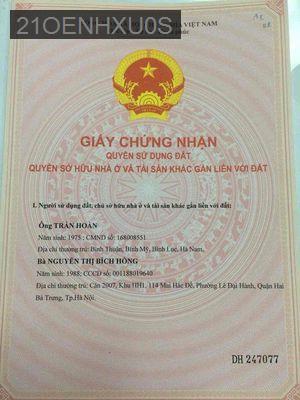 21OENHXU0S
VIỆT NAM
phúc
GIẤY CHỨNG NHẬN
QUYỀN SỬ DỤNG ĐẤT
QUYỀN SỞ HỮU NHÀ Ở VÀ TÀI SẢN KHÁC GẮN LIỀN VỚI ĐẤT
I. Người sử dụng đất, chủ sở hữu nhà ở và tài sản khác gắn liền với đất:
Ông TRẦN HOÀN
Năm sinh: 1975 ; CMND số: 168008551
Địa chỉ thường trú: Bình Thuận, Bình Mỹ, Bình Lục, Hà Nam.
Bà NGUYỄN THỊ BÍCH HỒNG
Năm sinh: 1988; CCCD số: 001188019640
Địa chỉ thường trú: Căn 2007, Khu HH1, 114 Mai Hắc Đế, Phường Lê Đại Hành, Quận Hai
Bà Trưng, Tp.Hà Nội.
DH 247077